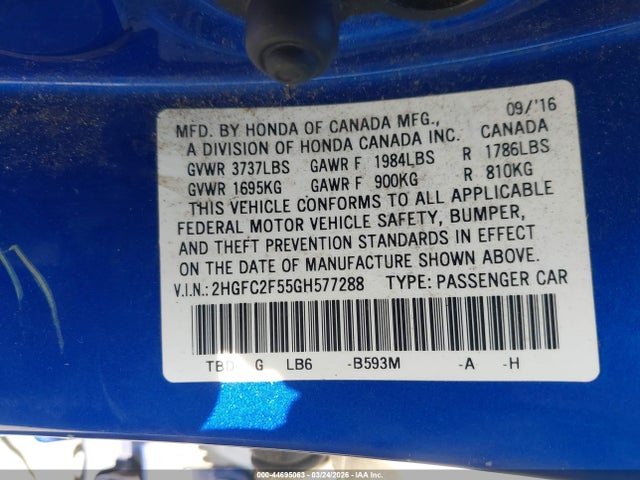 09/'16
MFD. BY HONDA OF CANADA MFG.,
A DIVISION OF HONDA CANADA INC. CANADA
GVWR 3737LBS GAWR F 1984LBS R 1786LBS
GVWR 1695KG GAWR F 900KG R 810KG
THIS VEHICLE CONFORMS TO ALL APPLICABLE
FEDERAL MOTOR VEHICLE SAFETY, BUMPER,
AND THEFT PREVENTION STANDARDS IN EFFECT
ON THE DATE OF MANUFACTURE SHOWN ABOVE.
V.I.N.: 2HGFC2F55GH577288 TYPE: PASSENGER CAR
TBD G LB6 -B593M -A -H
000-44695063 - 03/24/2026 - IAA Inc. - Copart